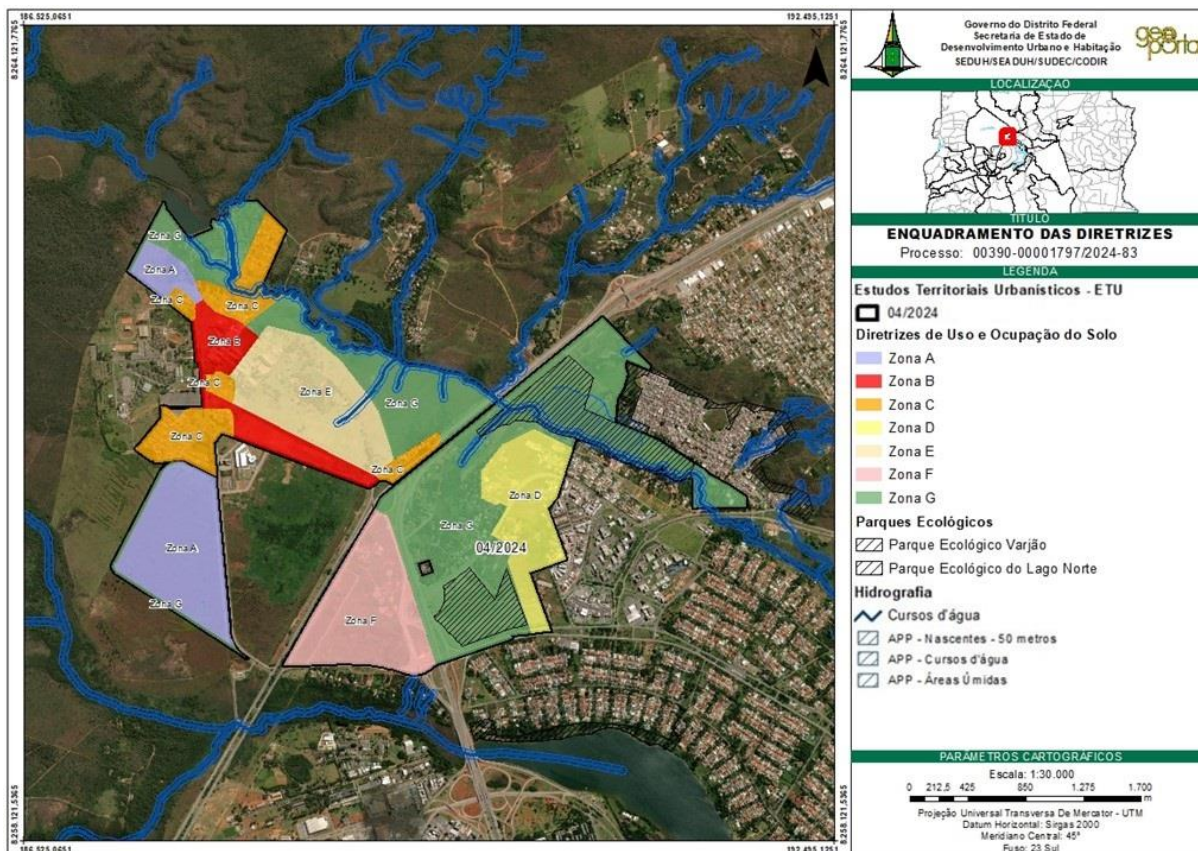 186.525,0651
192.495,1251
8.264.121,7765
8.264.121,7765
N
Zona G
Zona A
Zona C
Zona C
Zona B
Zona C
Zona E
Zona G
Zona C
Zona C
Zona D
Zona G
04/2024
Zona A
Zona G
Zona F
8.258.121,5365
8.258.121,5365
186.525,0651
192.495,1251
Governo do Distrito Federal
Secretaria de Estado de
Desenvolvimento Urbano e Habitação
SEDUH/SEADUH/SUDEC/CODIR
geo
porta
LOCALIZAÇÃO
TÍTULO
ENQUADRAMENTO DAS DIRETRIZES
Processo: 00390-00001797/2024-83
LEGENDA
Estudos Territoriais Urbanísticos - ETU
04/2024
Diretrizes de Uso e Ocupação do Solo
Zona A
Zona B
Zona C
Zona D
Zona E
Zona F
Zona G
Parques Ecológicos
Parque Ecológico Varjão
Parque Ecológico do Lago Norte
Hidrografia
Cursos d'água
APP - Nascentes - 50 metros
APP - Cursos d'água
APP - Áreas Úmidas
PARÂMETROS CARTOGRÁFICOS
Escala: 1:30.000
0 212,5 425 850 1.275 1.700
m
Projeção Universal Transversa De Mercator - UTM
Datum Horizontal: Sirgas 2000
Meridiano Central: 45º
Fuso: 23 Sul